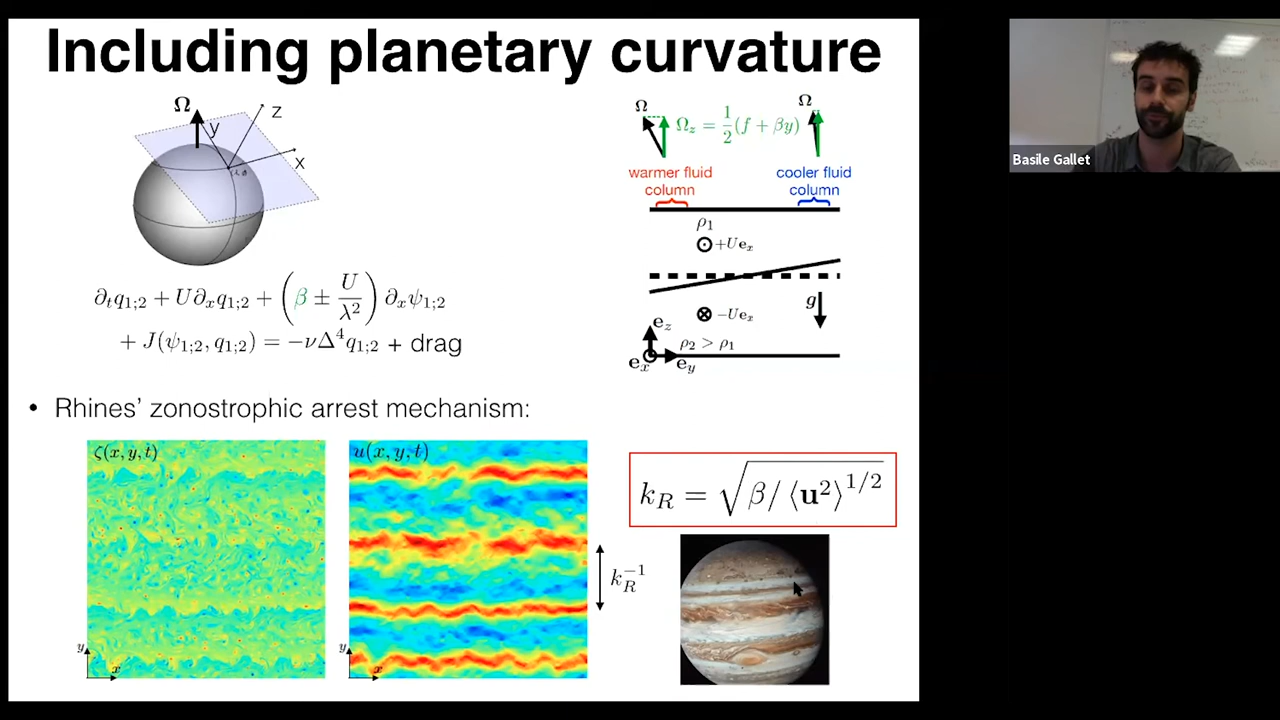 Including planetary curvature
Ω
z
y
x
Ω
Ω
Ω_z = 1/2 (f + βy)
warmer fluid
column
cooler fluid
column
ρ₁
⊙ +Ue_x
⊗ −Ue_x
g
e_z
ρ₂ > ρ₁
e_x
e_y
∂_t q_{1;2} + U∂_x q_{1;2} + (β ± U/λ²) ∂_x ψ_{1;2}
+ J(ψ_{1;2}, q_{1;2}) = −νΔ⁴q_{1;2} + drag
• Rhines’ zonostrophic arrest mechanism:
ζ(x, y, t)
y
x
u(x, y, t)
y
x
k_R^{-1}
k_R = √(β/⟨u²⟩^{1/2})
Basile Gallet